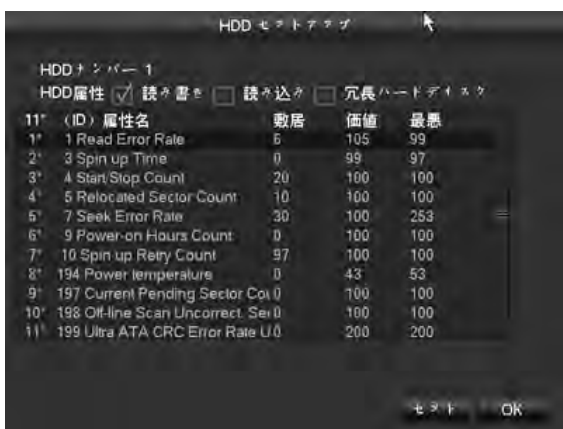 HDD セットアップ
HDD ナンバー 1
HDD属性 読み書き 読み込み 冗長ハードディスク
11* (ID) 属性名 敷居 価値 最悪
1* 1 Read Error Rate 6 105 99
2* 3 Spin up Time 0 99 97
3* 4 Start/Stop Count 20 100 100
4* 5 Relocated Sector Count 10 100 100
5* 7 Seek Error Rate 30 100 253
6* 9 Power-on Hours Count 0 100 100
7* 10 Spin up Retry Count 97 100 100
8* 194 Power temperature 0 43 53
9* 197 Current Pending Sector Cou 0 100 100
10* 198 Off-line Scan Uncorrect. Sec 0 100 100
11* 199 Ultra ATA CRC Error Rate U 0 200 200
セット OK